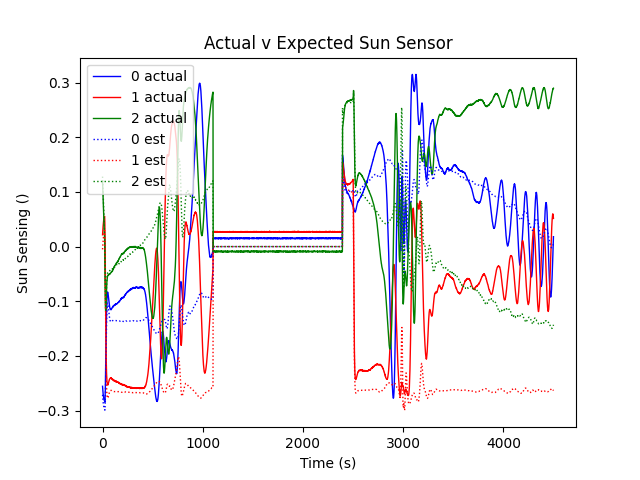 Actual v Expected Sun Sensor
0 actual
1 actual
2 actual
0 est
1 est
2 est
Sun Sensing ()
0.3
0.2
0.1
0.0
−0.1
−0.2
−0.3
0 1000 2000 3000 4000
Time (s)